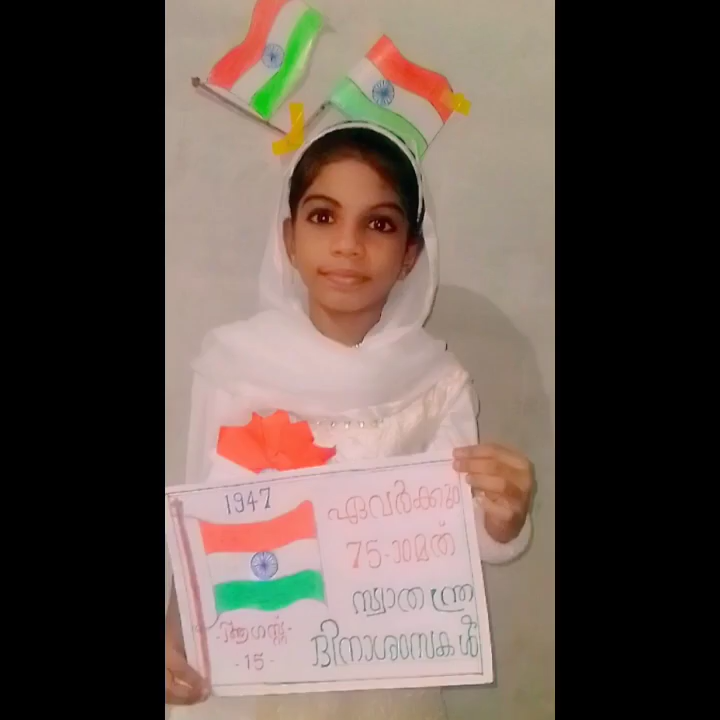 1947
ആഗസ്റ്റ്
-15-
ഏവർക്കും
75-ാമത്
സ്വാതന്ത്ര
ദിനാശംസകൾ